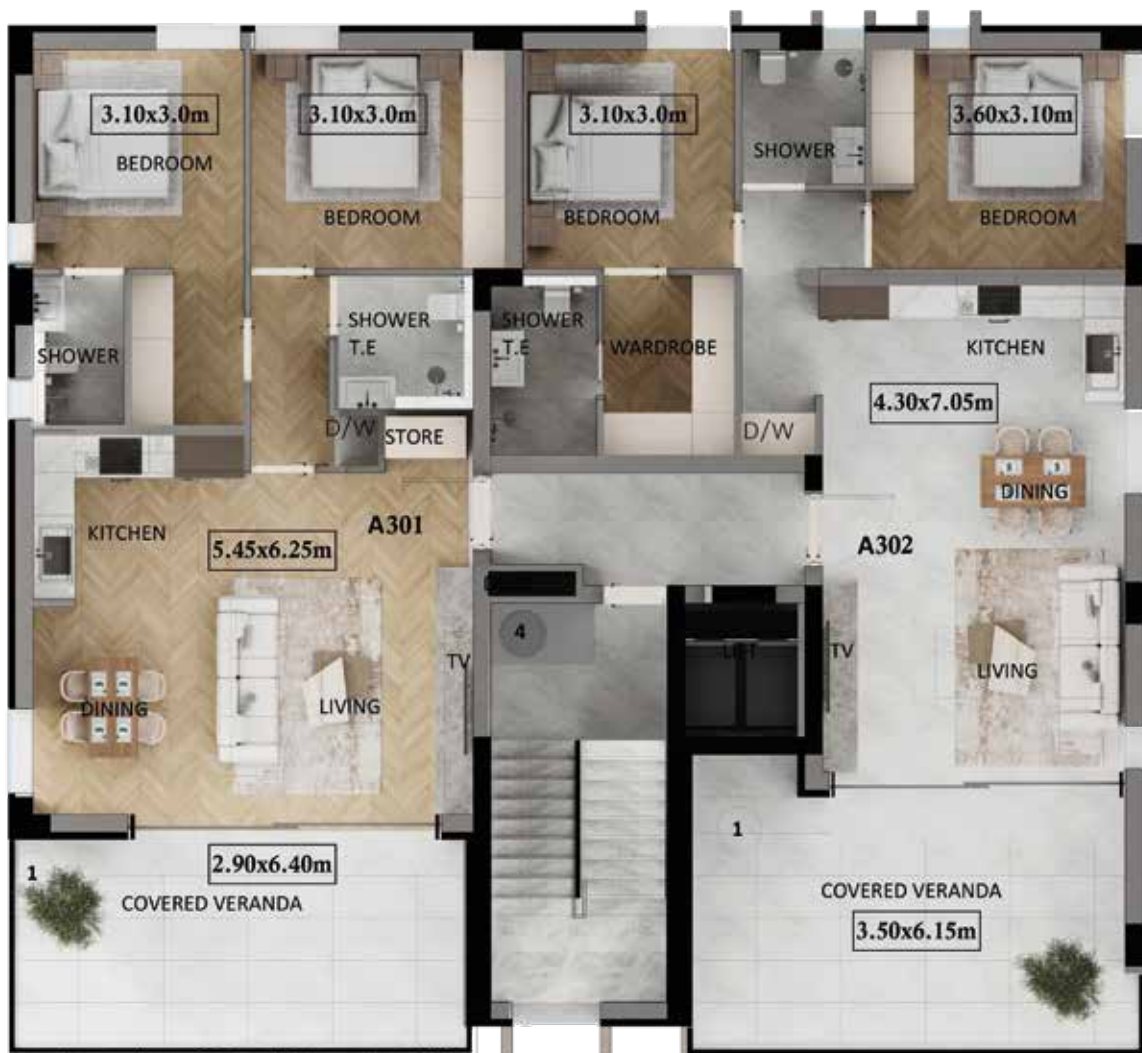 3.10x3.0m
BEDROOM
3.10x3.0m
BEDROOM
3.10x3.0m
BEDROOM
SHOWER
3.60x3.10m
BEDROOM
SHOWER
SHOWER
T.E
D/W
STORE
SHOWER
T.E
WARDROBE
D/W
KITCHEN
4.30x7.05m
DINING
KITCHEN
5.45x6.25m
A301
A302
4
LIFT
TV
TV
LIVING
DINING
LIVING
1
2.90x6.40m
COVERED VERANDA
1
COVERED VERANDA
3.50x6.15m